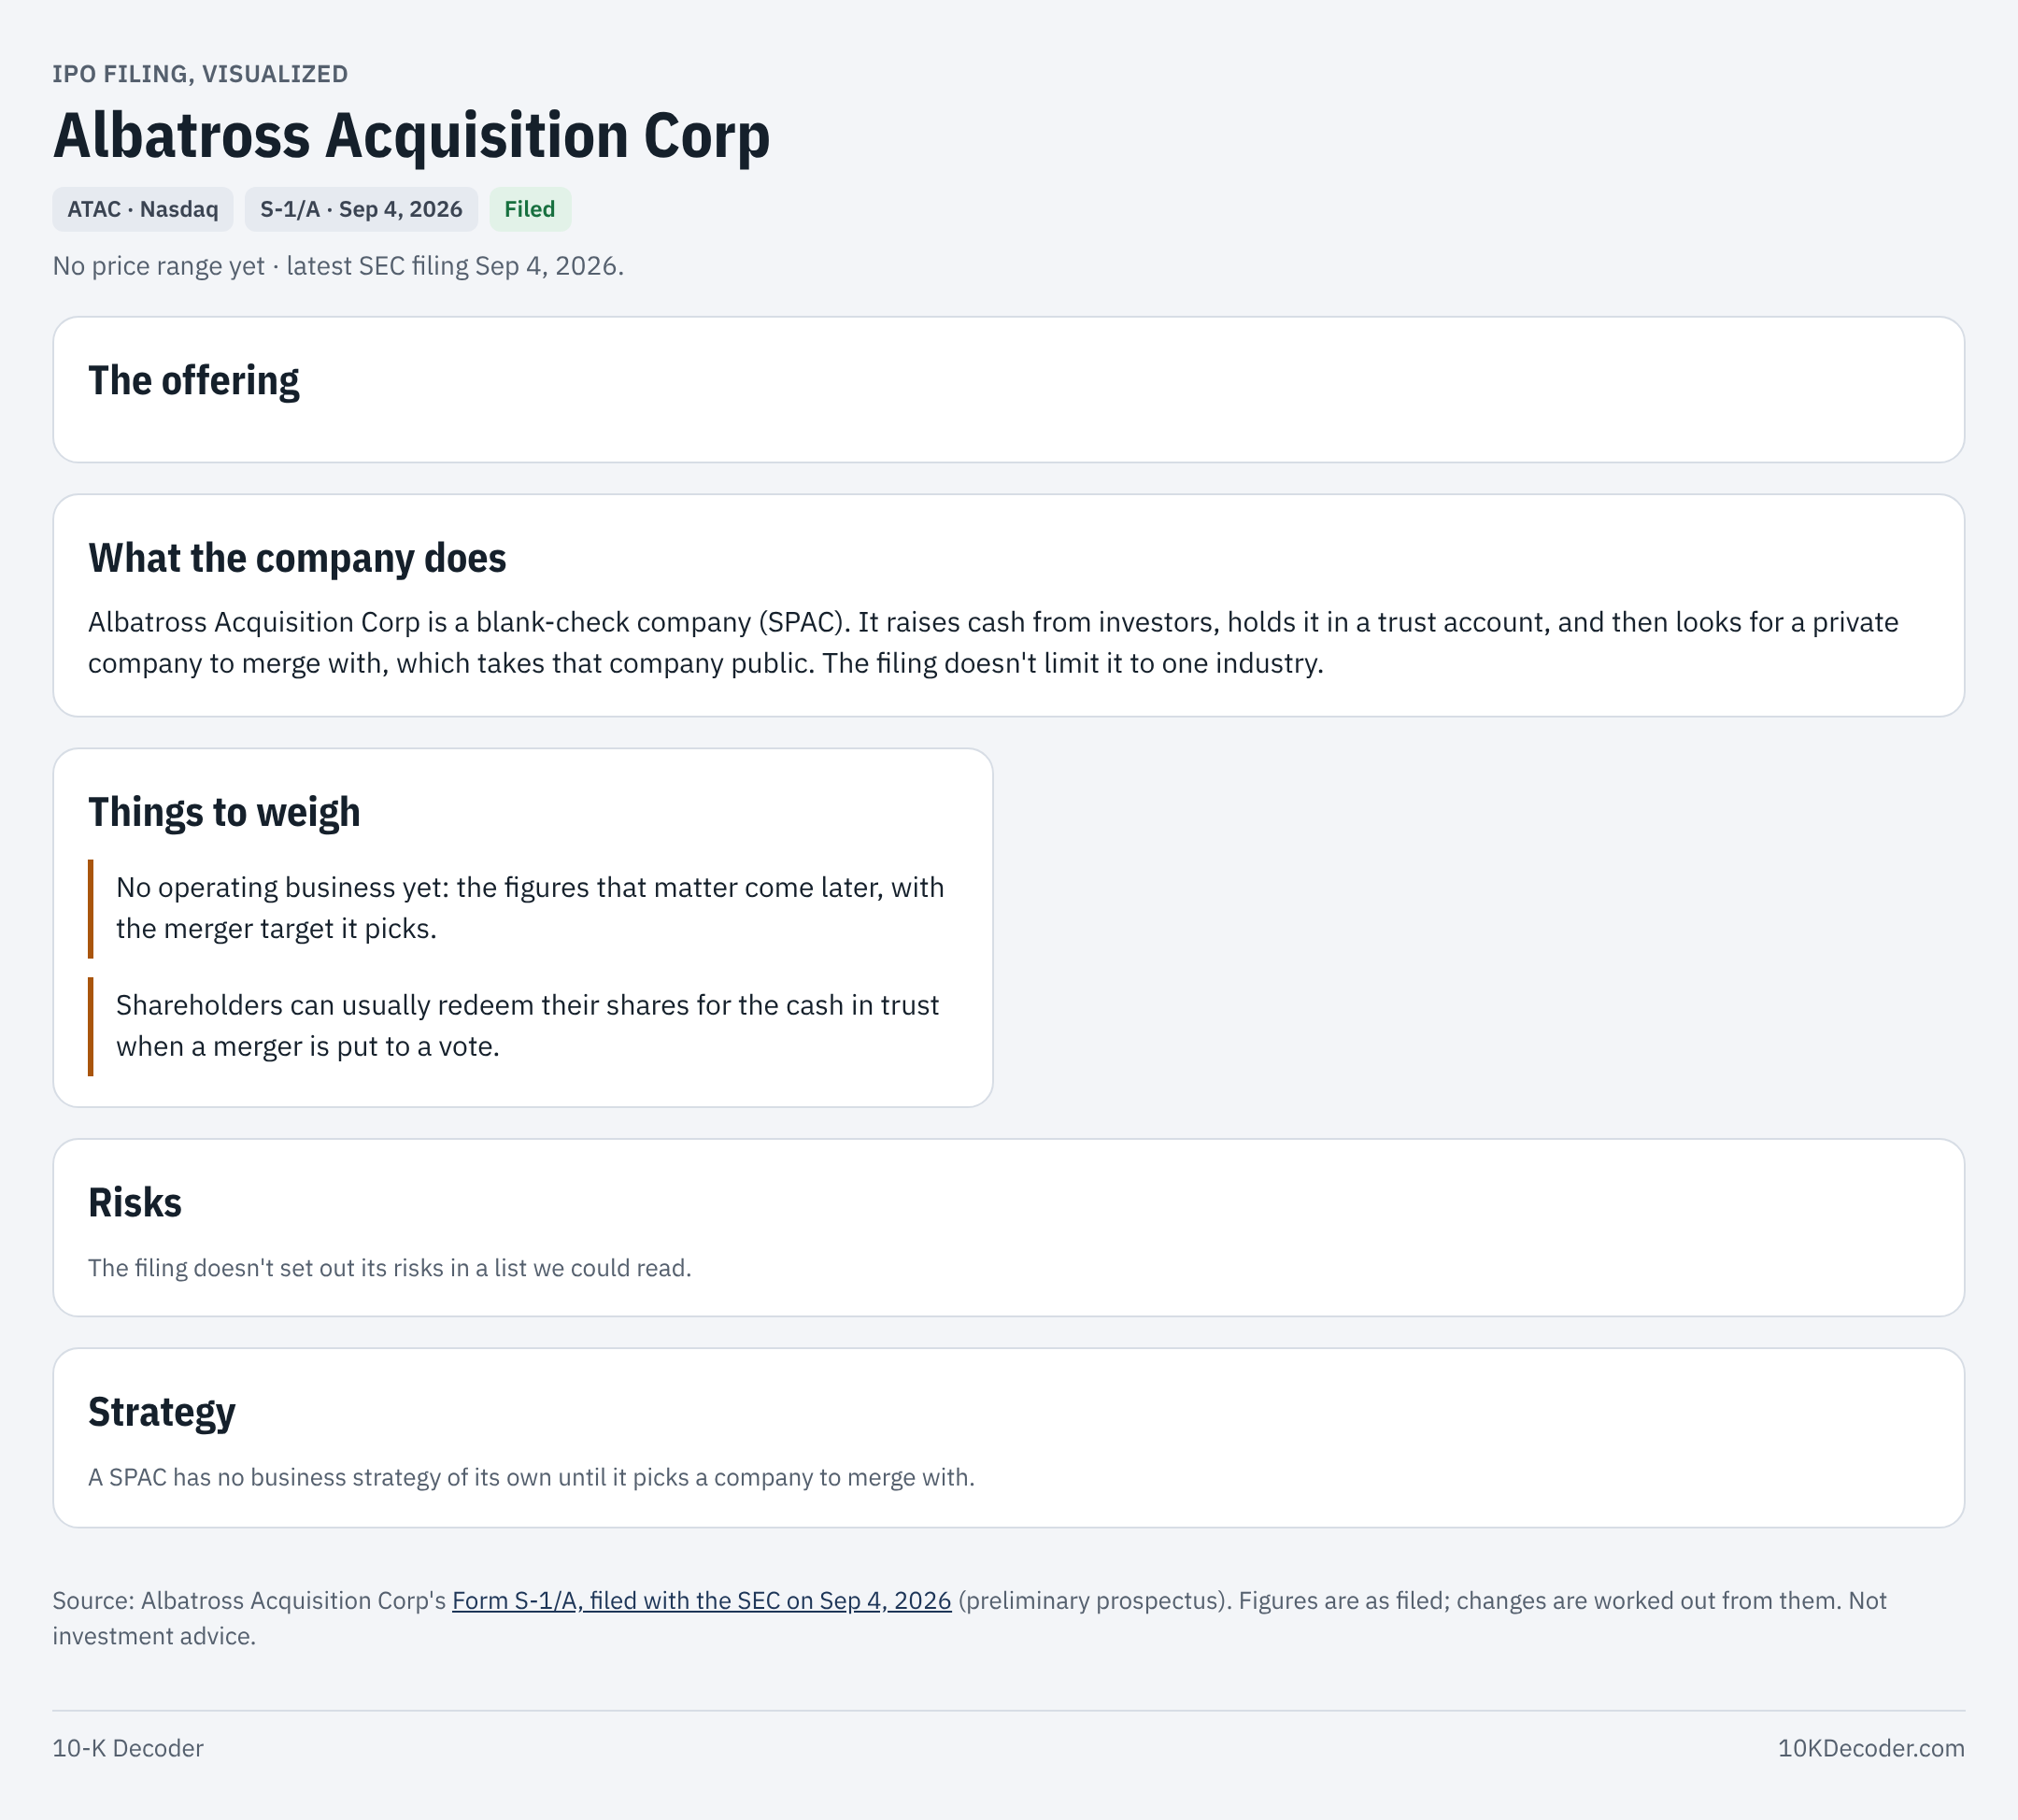 IPO FILING, VISUALIZED
Albatross Acquisition Corp
ATAC · Nasdaq S-1/A · Sep 4, 2026 Filed
No price range yet · latest SEC filing Sep 4, 2026.
The offering
What the company does
Albatross Acquisition Corp is a blank-check company (SPAC). It raises cash from investors, holds it in a trust account, and then looks for a private
company to merge with, which takes that company public. The filing doesn't limit it to one industry.
Things to weigh
No operating business yet: the figures that matter come later, with
the merger target it picks.
Shareholders can usually redeem their shares for the cash in trust
when a merger is put to a vote.
Risks
The filing doesn't set out its risks in a list we could read.
Strategy
A SPAC has no business strategy of its own until it picks a company to merge with.
Source: Albatross Acquisition Corp's Form S-1/A, filed with the SEC on Sep 4, 2026 (preliminary prospectus). Figures are as filed; changes are worked out from them. Not
investment advice.
10-K Decoder 10KDecoder.com